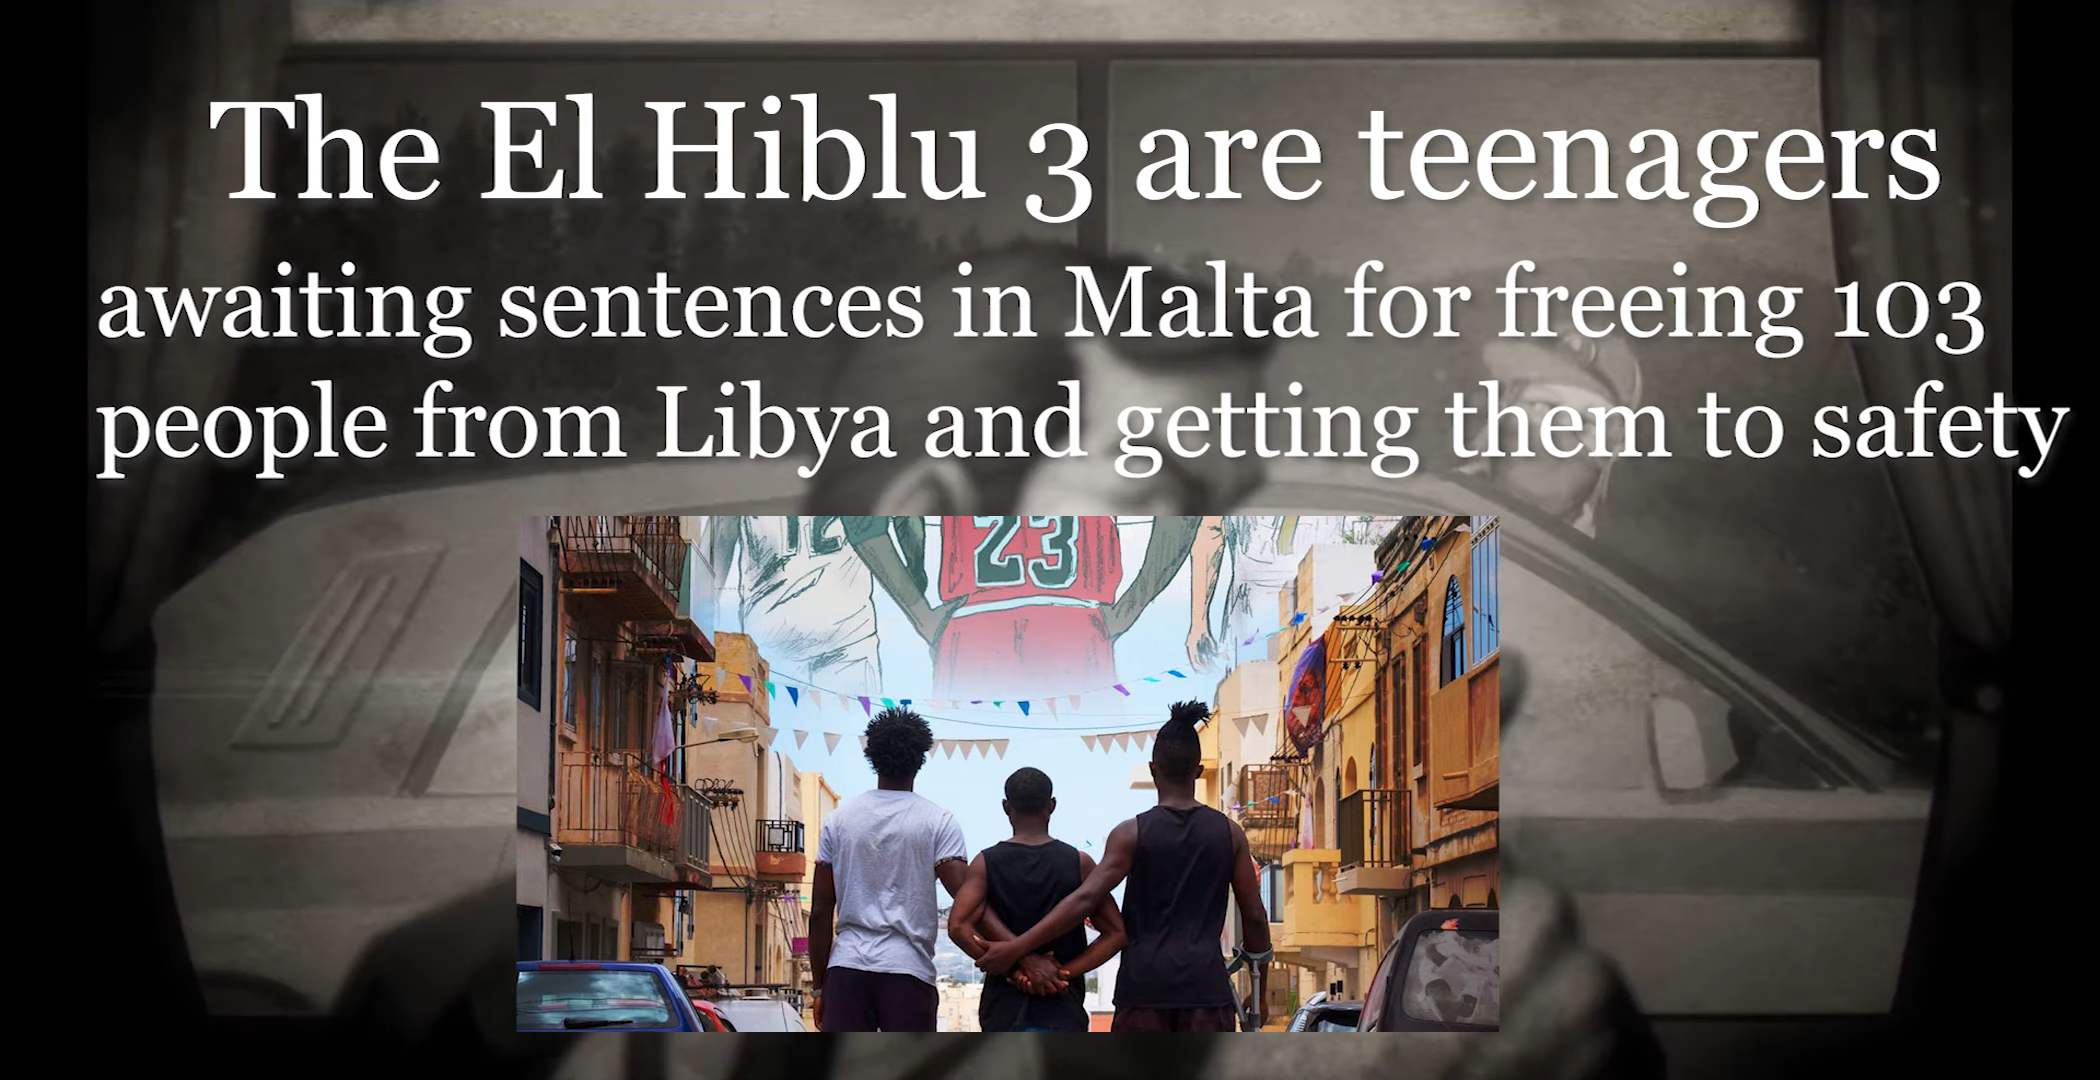 The El Hiblu 3 are teenagers
awaiting sentences in Malta for freeing 103
people from Libya and getting them to safety
12
23